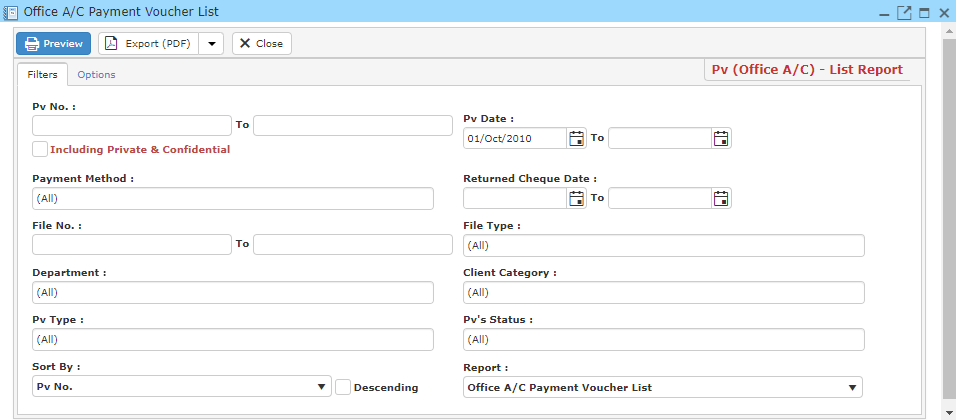 Office A/C Payment Voucher List
Preview Export (PDF) Close
Filters Options Pv (Office A/C) - List Report
Pv No. :
To
Including Private & Confidential
Pv Date :
01/Oct/2010 To
Payment Method :
(All)
Returned Cheque Date :
To
File No. :
To
File Type :
(All)
Department :
(All)
Client Category :
(All)
Pv Type :
(All)
Pv's Status :
(All)
Sort By :
Pv No. Descending
Report :
Office A/C Payment Voucher List